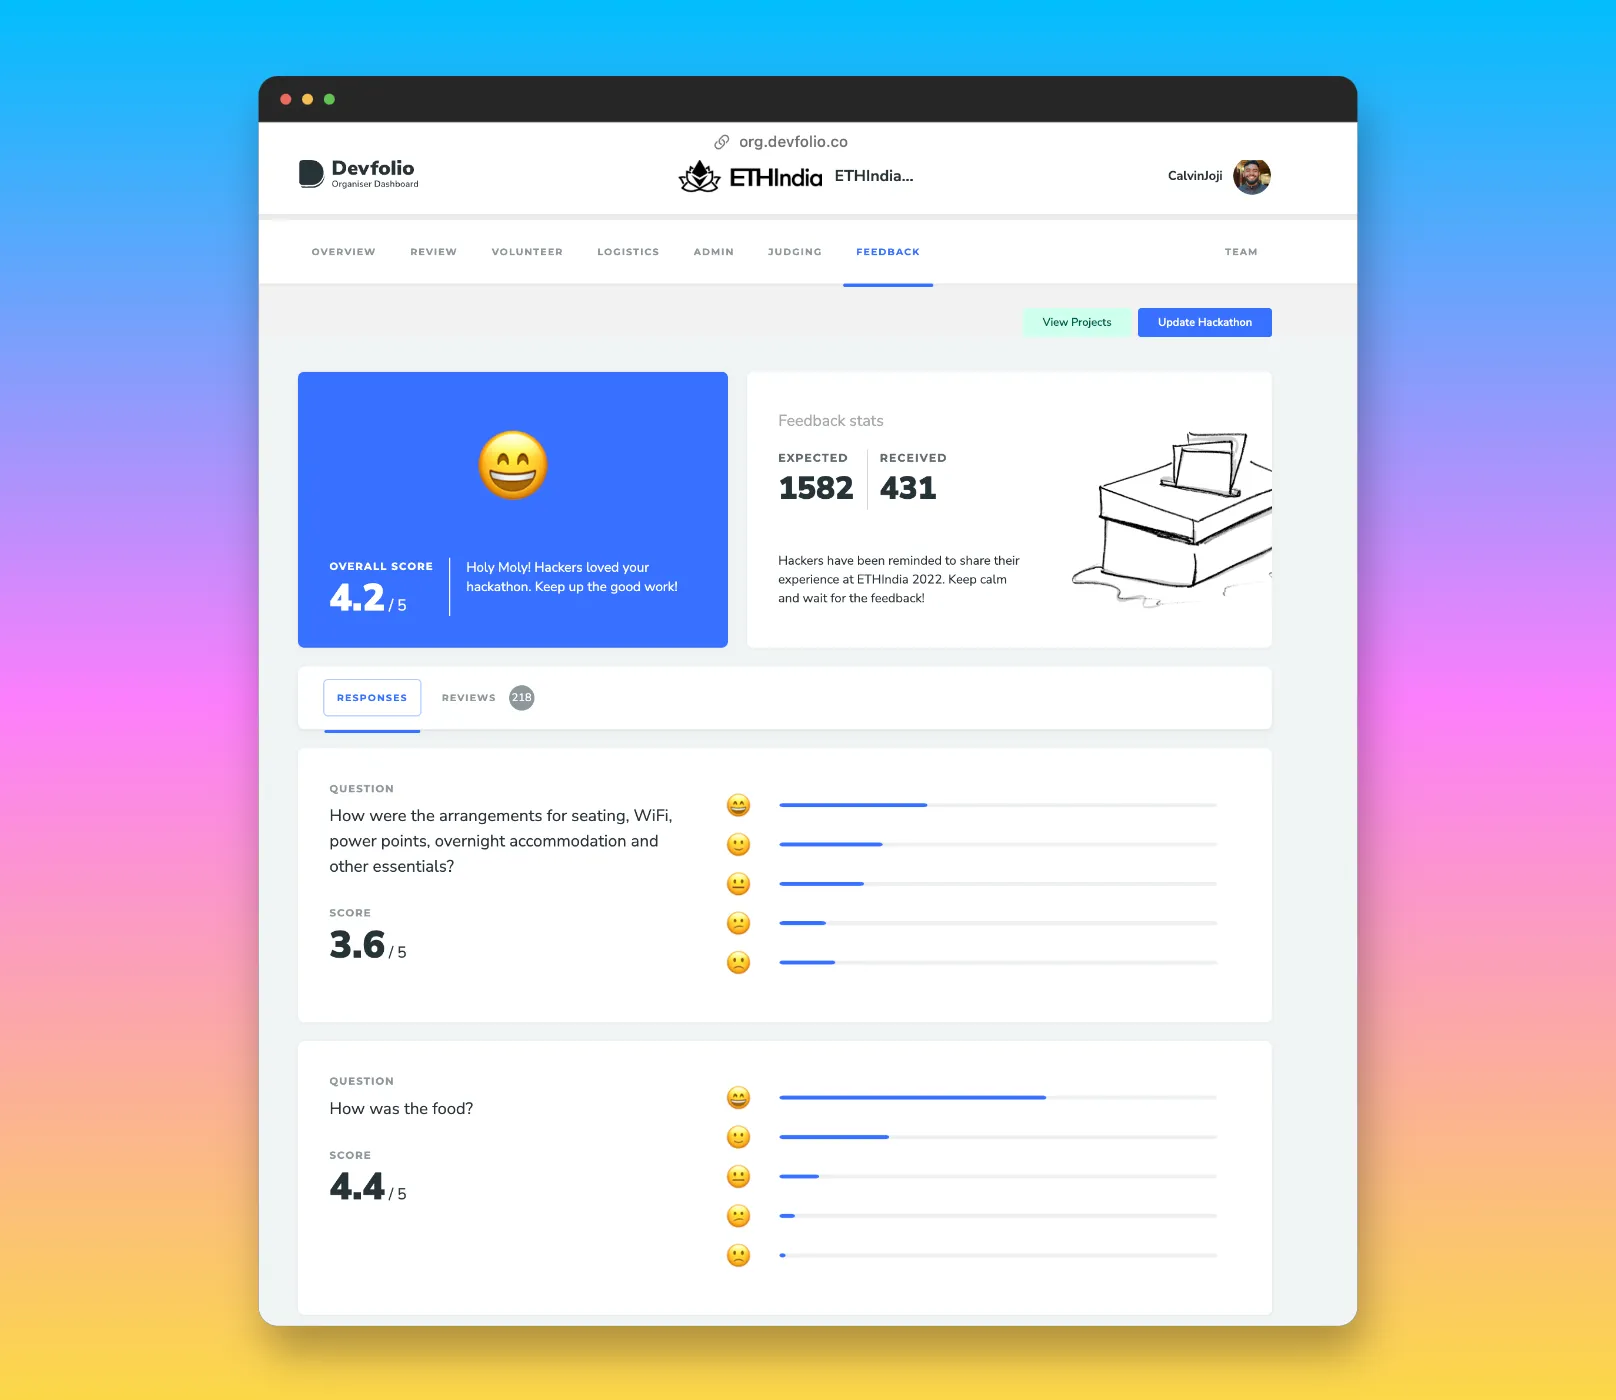 org.devfolio.co
Devfolio
Organiser Dashboard
ETHIndia ETHIndia...
CalvinJoji
OVERVIEW REVIEW VOLUNTEER LOGISTICS ADMIN JUDGING FEEDBACK TEAM
View Projects Update Hackathon
OVERALL SCORE
4.2 / 5
Holy Moly! Hackers loved your
hackathon. Keep up the good work!
Feedback stats
EXPECTED RECEIVED
1582 431
Hackers have been reminded to share their
experience at ETHIndia 2022. Keep calm
and wait for the feedback!
RESPONSES REVIEWS 218
QUESTION
How were the arrangements for seating, WiFi,
power points, overnight accommodation and
other essentials?
SCORE
3.6 / 5
QUESTION
How was the food?
SCORE
4.4 / 5